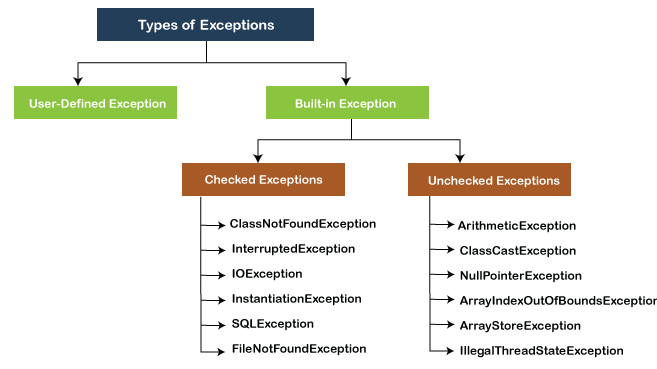 Types of Exceptions
User-Defined Exception
Built-in Exception
Checked Exceptions
ClassNotFoundException
InterruptedException
IOException
InstantiationException
SQLException
FileNotFoundException
Unchecked Exceptions
ArithmeticException
ClassCastException
NullPointerException
ArrayIndexOutOfBoundsException
ArrayStoreException
IllegalThreadStateException